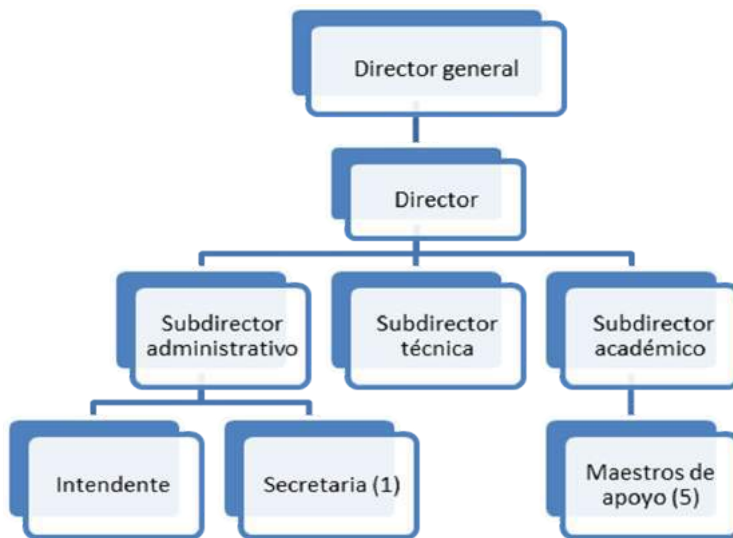 Director general
Director
Subdirector
administrativo
Subdirector
técnica
Subdirector
académico
Intendente
Secretaria (1)
Maestros de
apoyo (5)